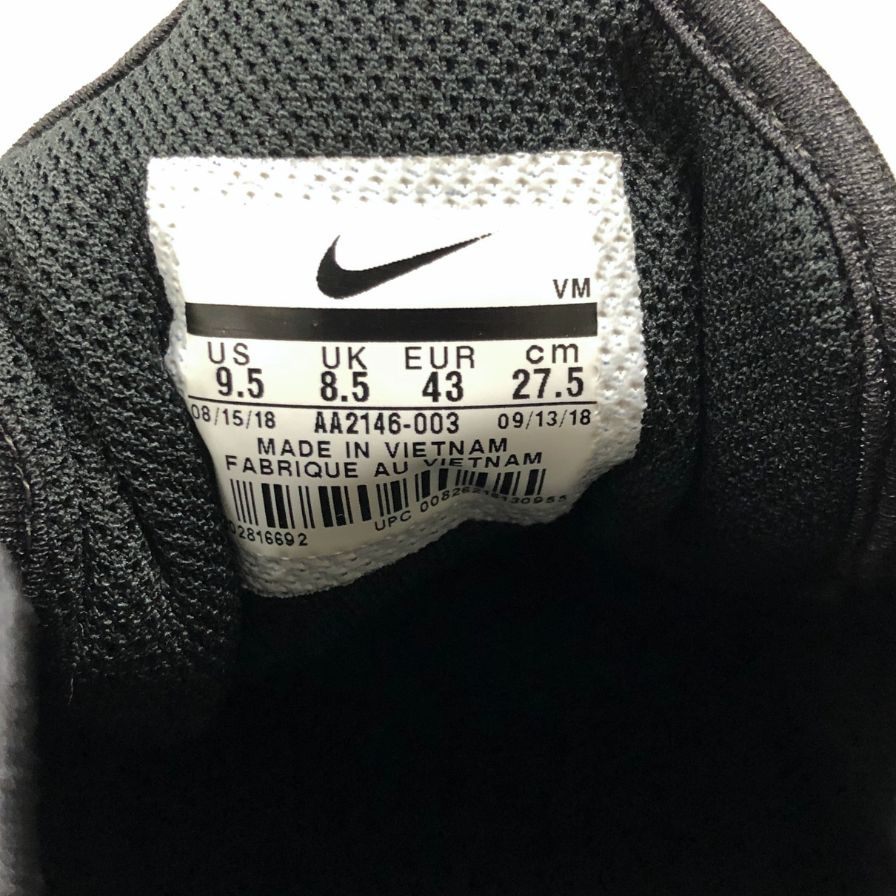 VM
US UK EUR cm
9.5 8.5 43 27.5
08/15/18 AA2146-003 09/13/18
MADE IN VIETNAM
FABRIQUE AU VIETNAM
UPC